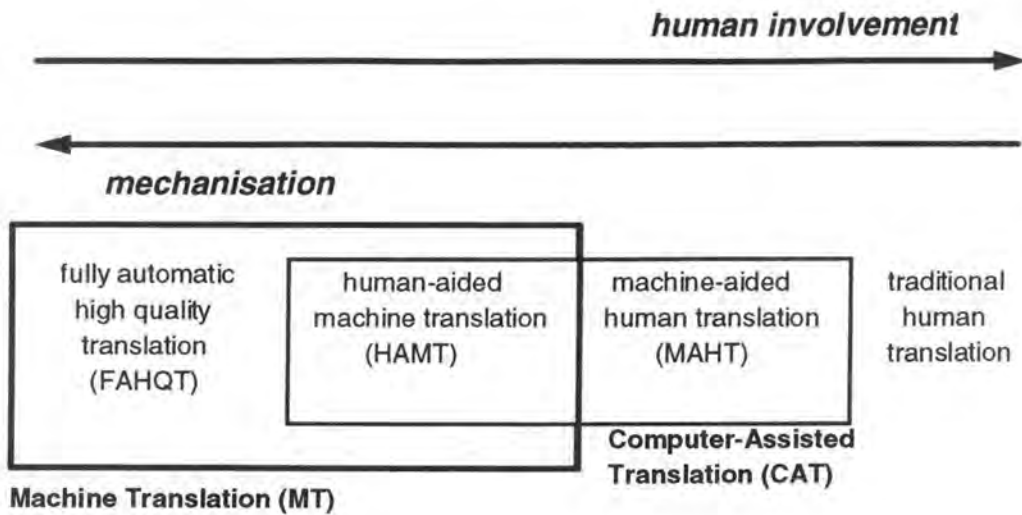 human involvement
mechanisation
fully automatic
high quality
translation
(FAHQT)
human-aided
machine translation
(HAMT)
machine-aided
human translation
(MAHT)
traditional
human
translation
Computer-Assisted
Translation (CAT)
Machine Translation (MT)